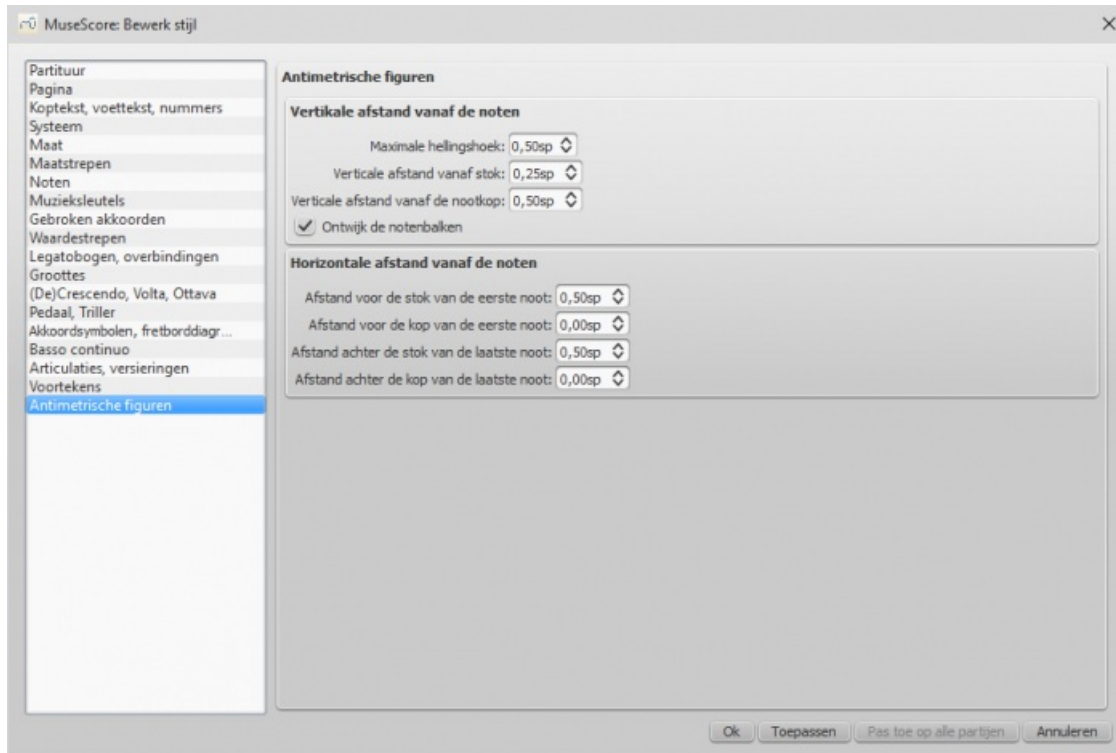 MuseScore: Bewerk stijl
Partituur
Pagina
Koptekst, voettekst, nummers
Systeem
Maat
Maatstrepen
Noten
Muzieksleutels
Gebroken akkoorden
Waardestrepen
Legatobogen, overbindingen
Groottes
(De)Crescendo, Volta, Ottava
Pedaal, Triller
Akkoordsymbolen, fretborddiagr...
Basso continuo
Articulaties, versieringen
Voortekens
Antimetrische figuren
Antimetrische figuren
Vertikale afstand vanaf de noten
Maximale hellingshoek: 0,50sp
Verticale afstand vanaf stok: 0,25sp
Verticale afstand vanaf de nootkop: 0,50sp
Ontwijk de notenbalken
Horizontale afstand vanaf de noten
Afstand voor de stok van de eerste noot: 0,50sp
Afstand voor de kop van de eerste noot: 0,00sp
Afstand achter de stok van de laatste noot: 0,50sp
Afstand achter de kop van de laatste noot: 0,00sp
Ok Toepassen Pas toe op alle partijen Annuleren